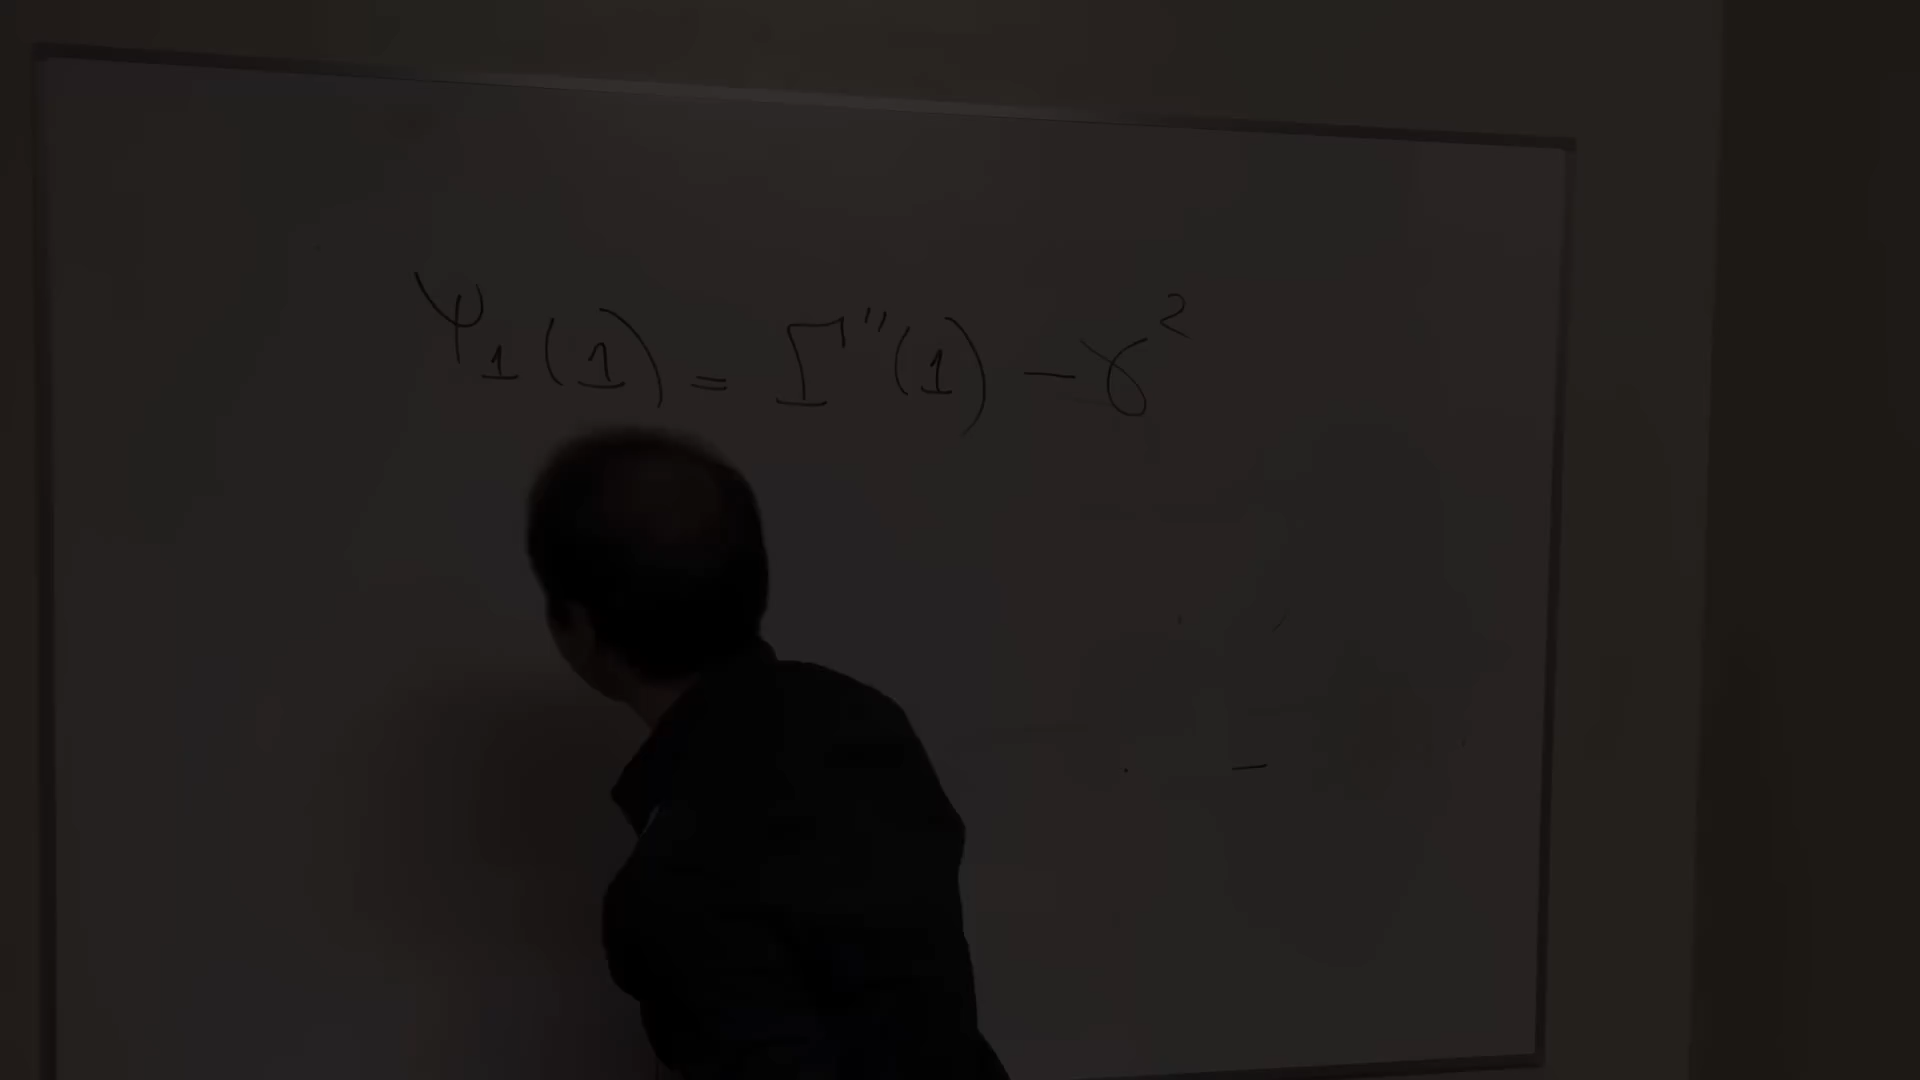 Ψ₁(1) = Γ''(1) − γ²